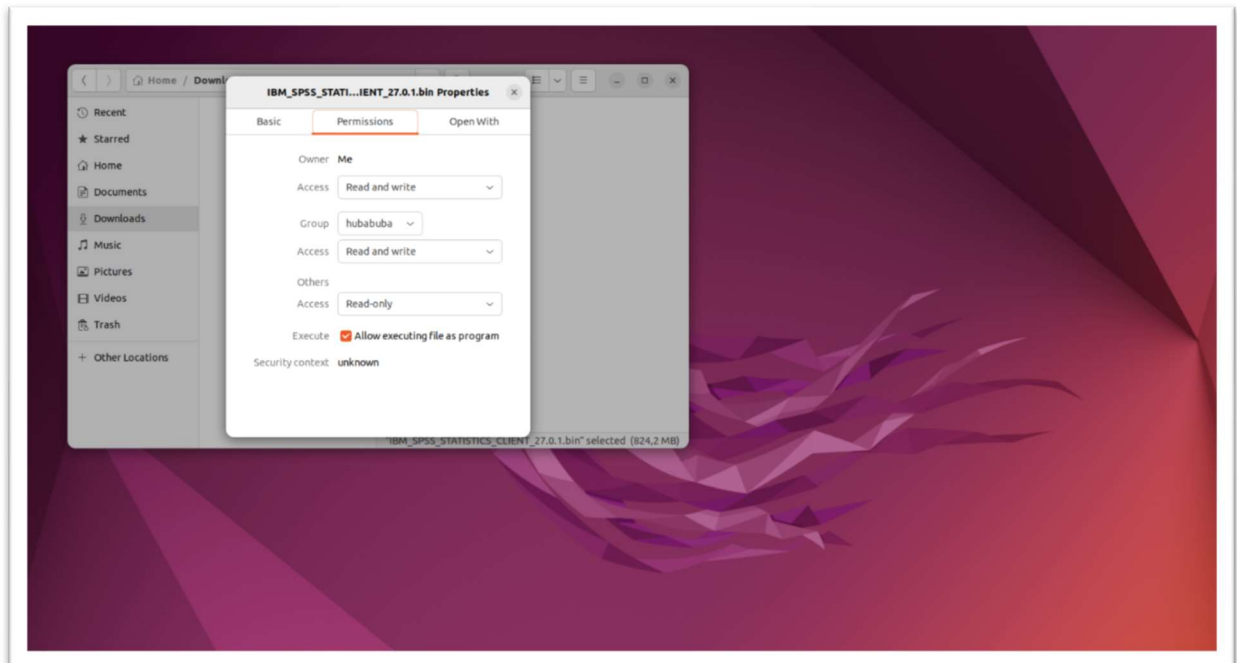 Home / Downl
IBM_SPSS_STATI...IENT_27.0.1.bin Properties
Recent
Starred
Home
Documents
Downloads
Music
Pictures
Videos
Trash
+ Other Locations
Basic Permissions Open With
Owner Me
Access Read and write
Group hubabuba
Access Read and write
Others
Access Read-only
Execute Allow executing file as program
Security context unknown
"IBM_SPSS_STATISTICS_CLIENT_27.0.1.bin" selected (824,2 MB)